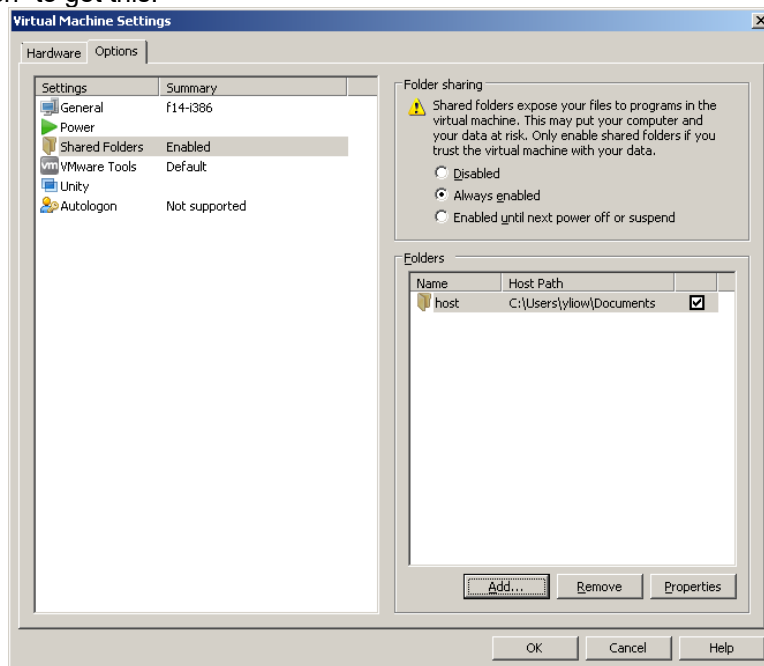 to get this:
Virtual Machine Settings
Hardware Options
Settings Summary
General f14-i386
Power
Shared Folders Enabled
VMware Tools Default
Unity
Autologon Not supported
Folder sharing
Shared folders expose your files to programs in the
virtual machine. This may put your computer and
your data at risk. Only enable shared folders if you
trust the virtual machine with your data.
Disabled
Always enabled
Enabled until next power off or suspend
Folders
Name Host Path
host C:\Users\yliow\Documents
Add... Remove Properties
OK Cancel Help